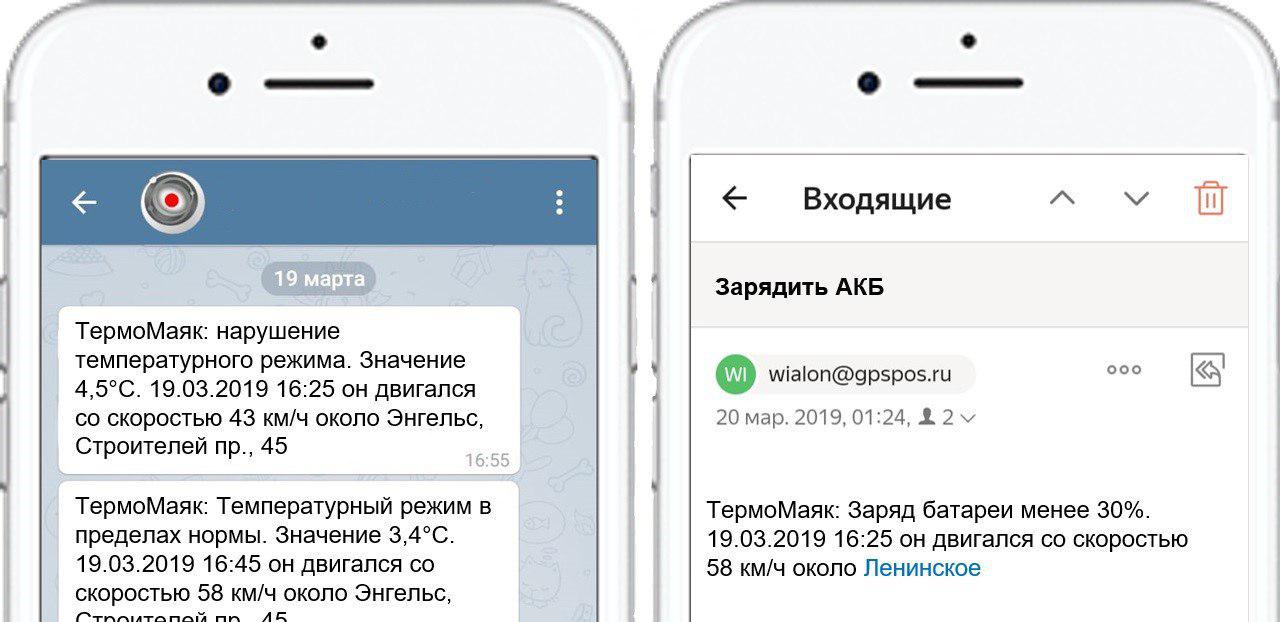 19 марта
ТермоМаяк: нарушение
температурного режима. Значение
4,5°C. 19.03.2019 16:25 он двигался
со скоростью 43 км/ч около Энгельс,
Строителей пр., 45
16:55
ТермоМаяк: Температурный режим в
пределах нормы. Значение 3,4°C.
19.03.2019 16:45 он двигался со
скоростью 58 км/ч около Энгельс,
Строителей пр., 45
Входящие
Зарядить АКБ
WI wialon@gpspos.ru
20 мар. 2019, 01:24, 2
ТермоМаяк: Заряд батареи менее 30%.
19.03.2019 16:25 он двигался со скоростью
58 км/ч около Ленинское